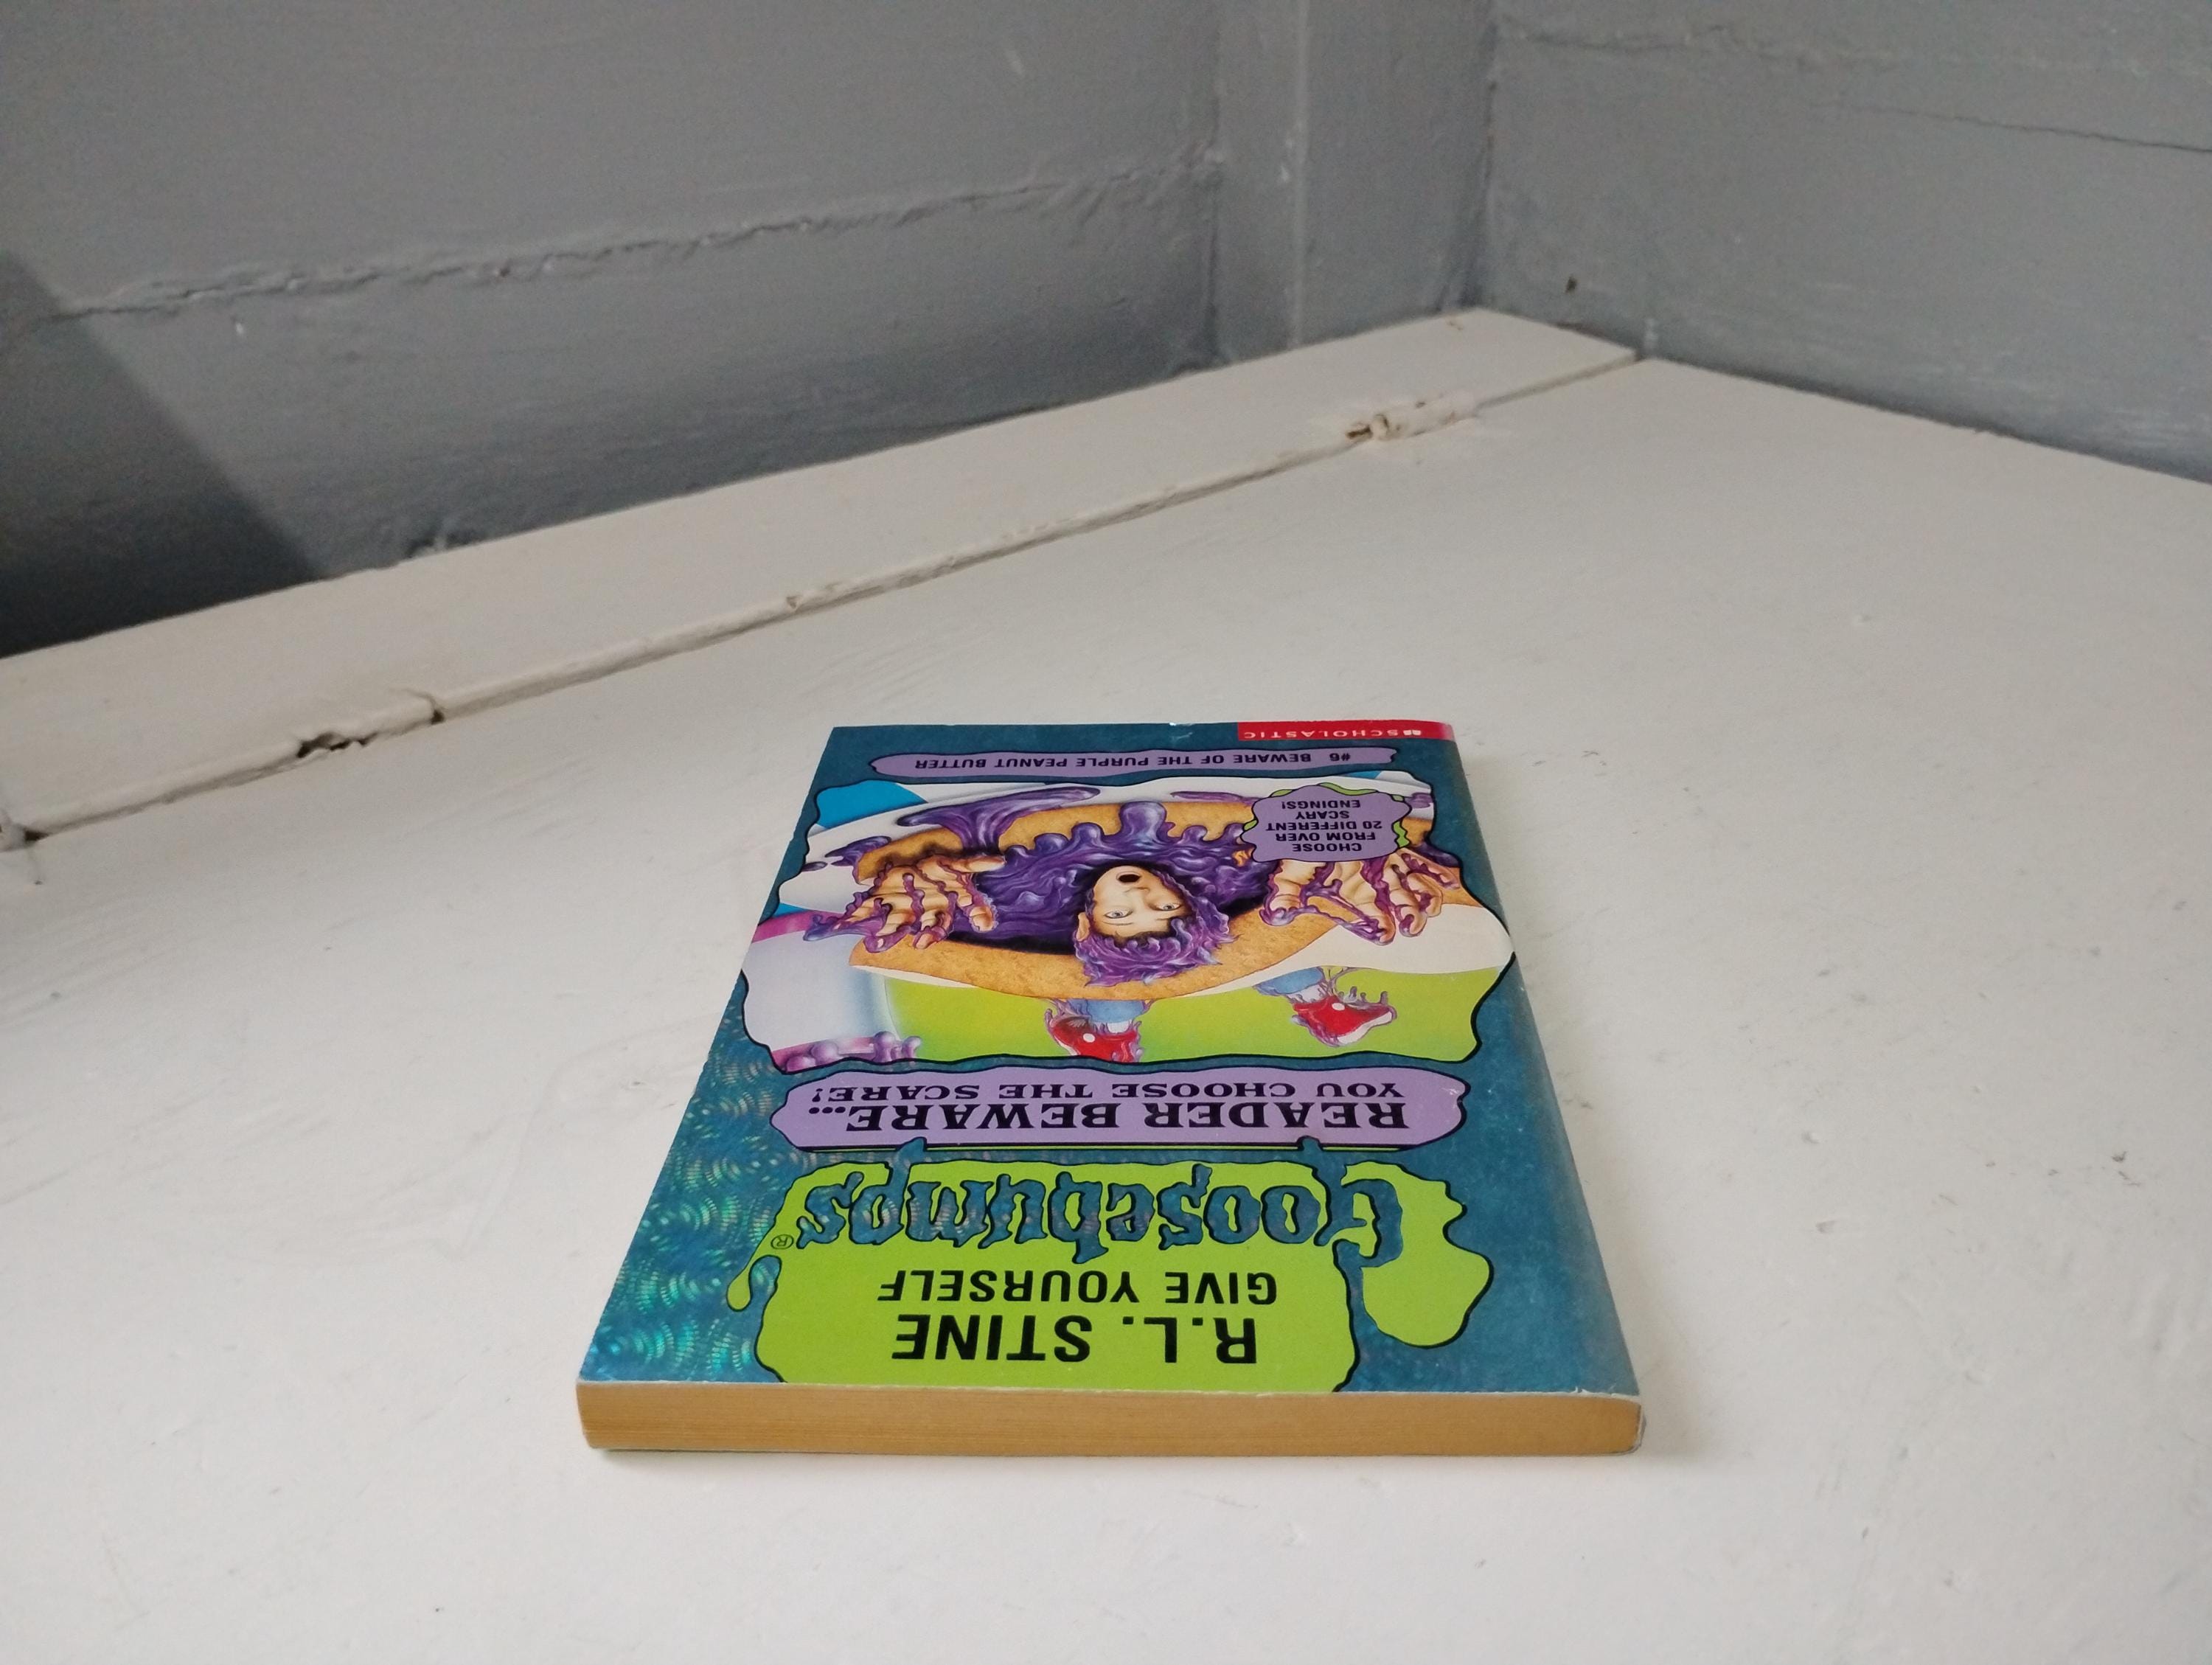 R.L. STINE
GIVE YOURSELF
Goosebumps®
READER BEWARE...
YOU CHOOSE THE SCARE!
CHOOSE
FROM OVER
20 DIFFERENT
SCARY
ENDINGS!
#6 BEWARE OF THE PURPLE PEANUT BUTTER
SCHOLASTIC